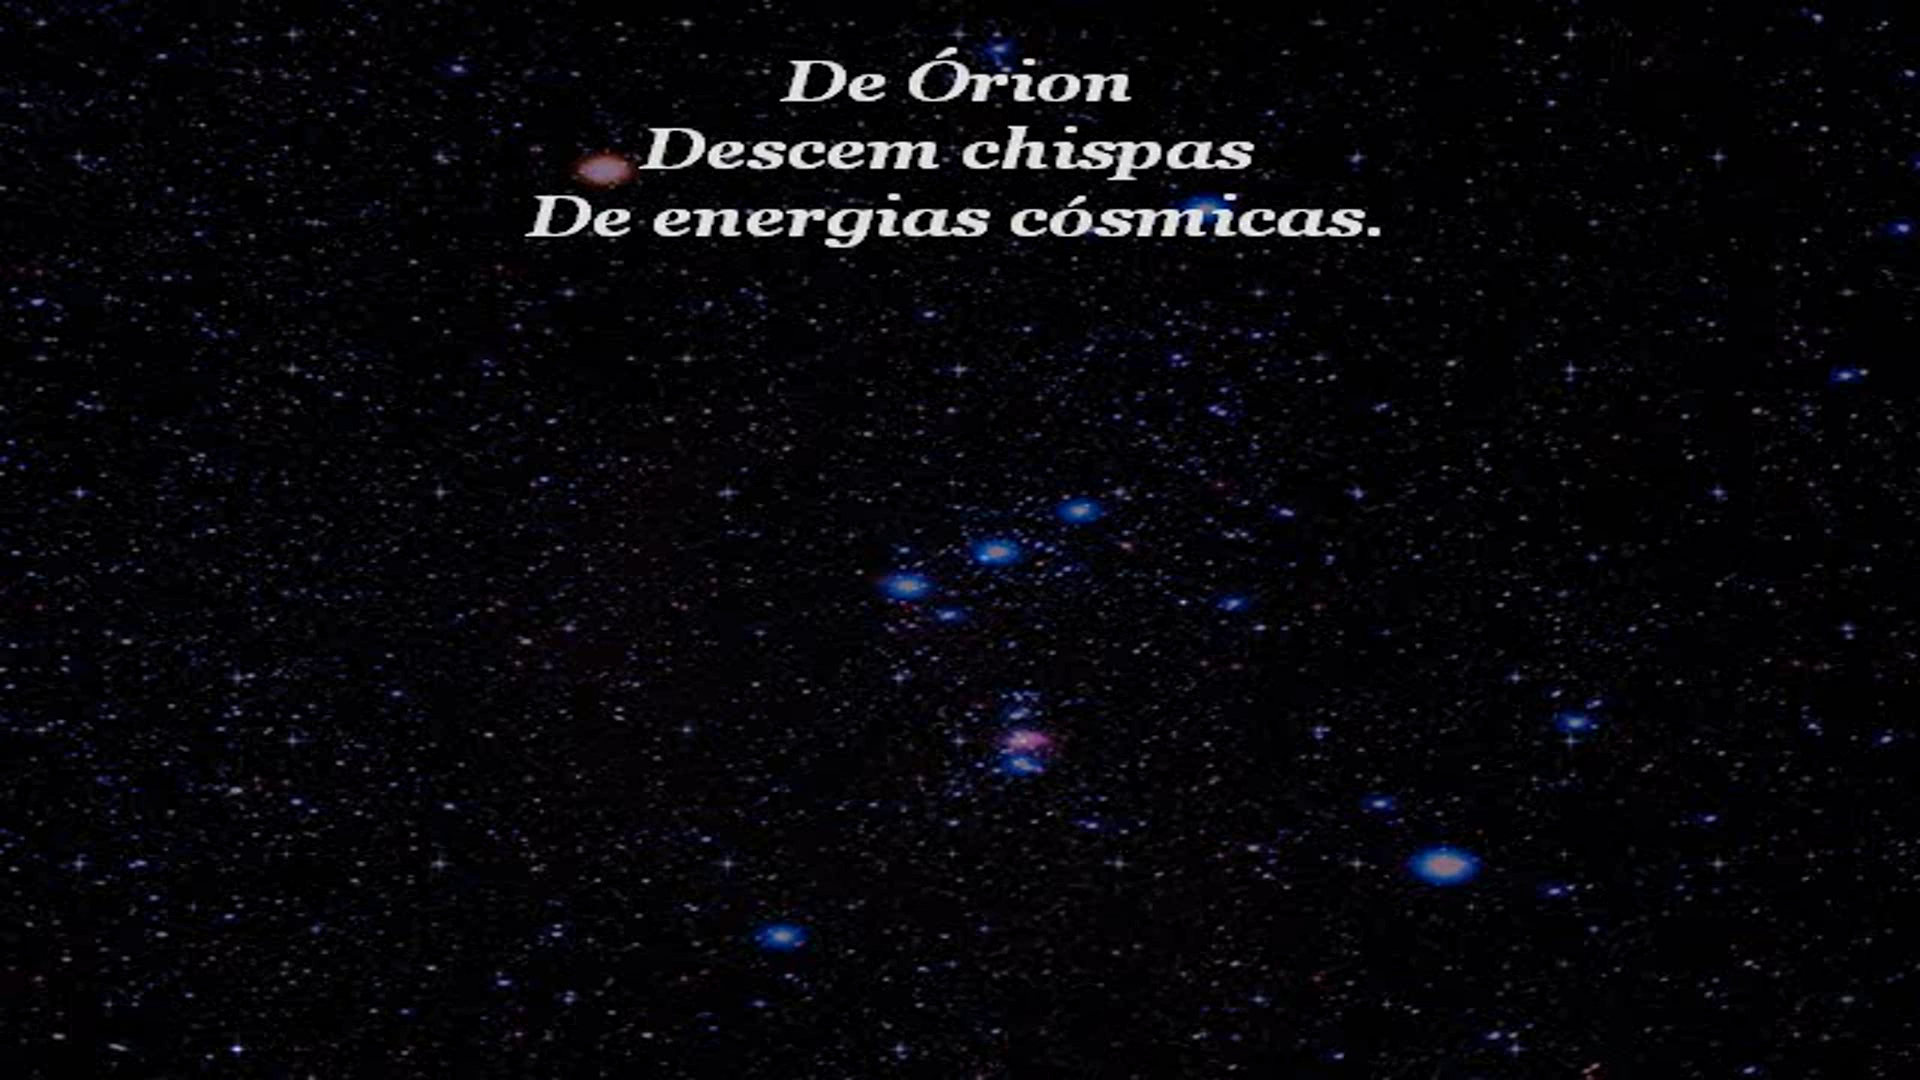 De Órion
Descem chispas
De energias cósmicas.